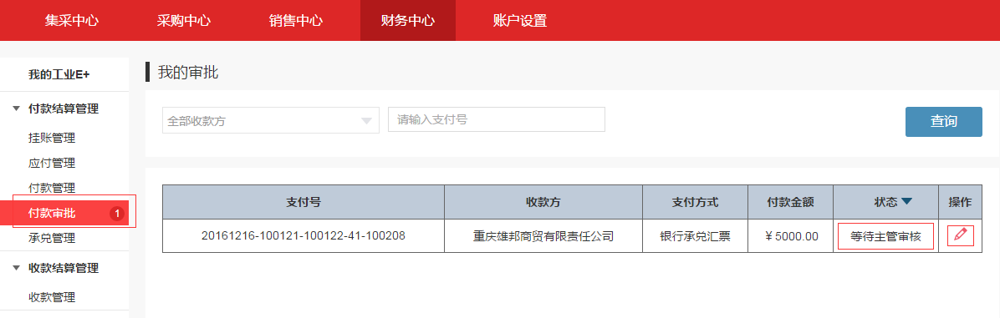 集采中心 采购中心 销售中心 财务中心 账户设置
我的工业E+
付款结算管理
挂账管理
应付管理
付款管理
付款审批 1
承兑管理
收款结算管理
收款管理
我的审批
全部收款方 请输入支付号 查询
支付号 收款方 支付方式 付款金额 状态 操作
20161216-100121-100122-41-100208 重庆雄邦商贸有限责任公司 银行承兑汇票 ¥5000.00 等待主管审核